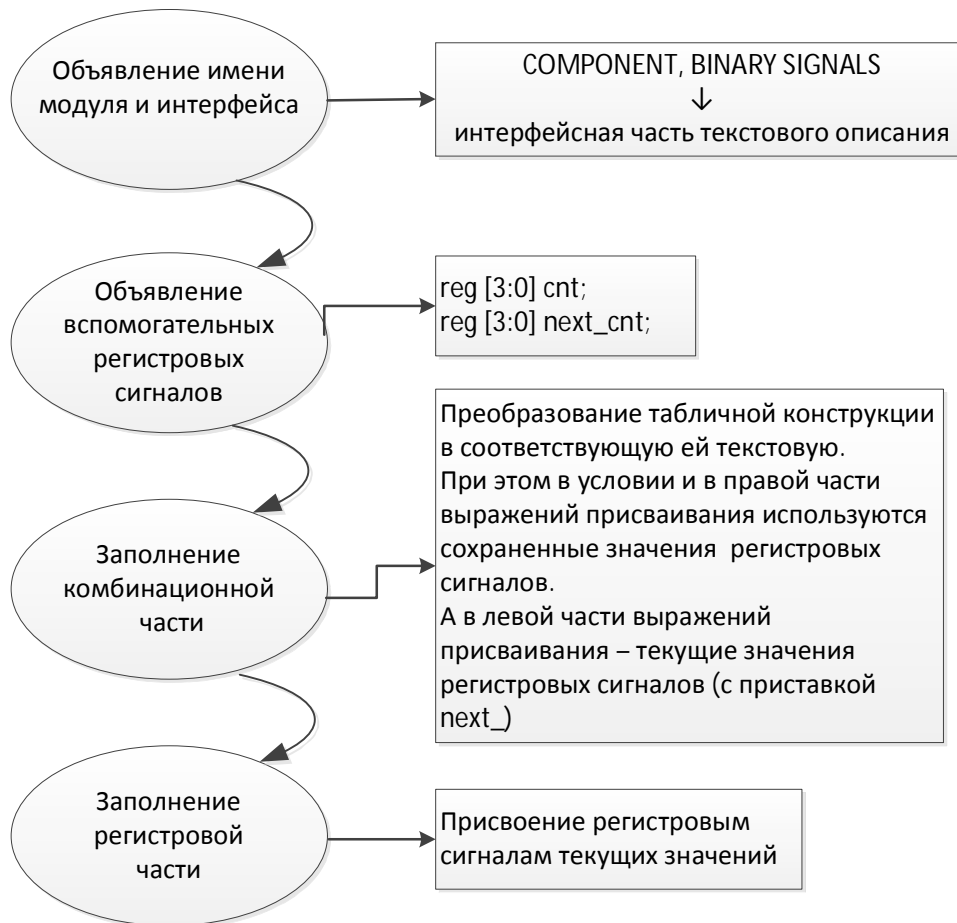 Объявление имени
модуля и интерфейса
COMPONENT, BINARY SIGNALS
↓
интерфейсная часть текстового описания
Объявление
вспомогательных
регистровых
сигналов
reg [3:0] cnt;
reg [3:0] next_cnt;
Заполнение
комбинационной
части
Преобразование табличной конструкции
в соответствующую ей текстовую.
При этом в условии и в правой части
выражений присваивания используются
сохраненные значения регистровых
сигналов.
А в левой части выражений
присваивания – текущие значения
регистровых сигналов (с приставкой
next_)
Заполнение
регистровой
части
Присвоение регистровым
сигналам текущих значений